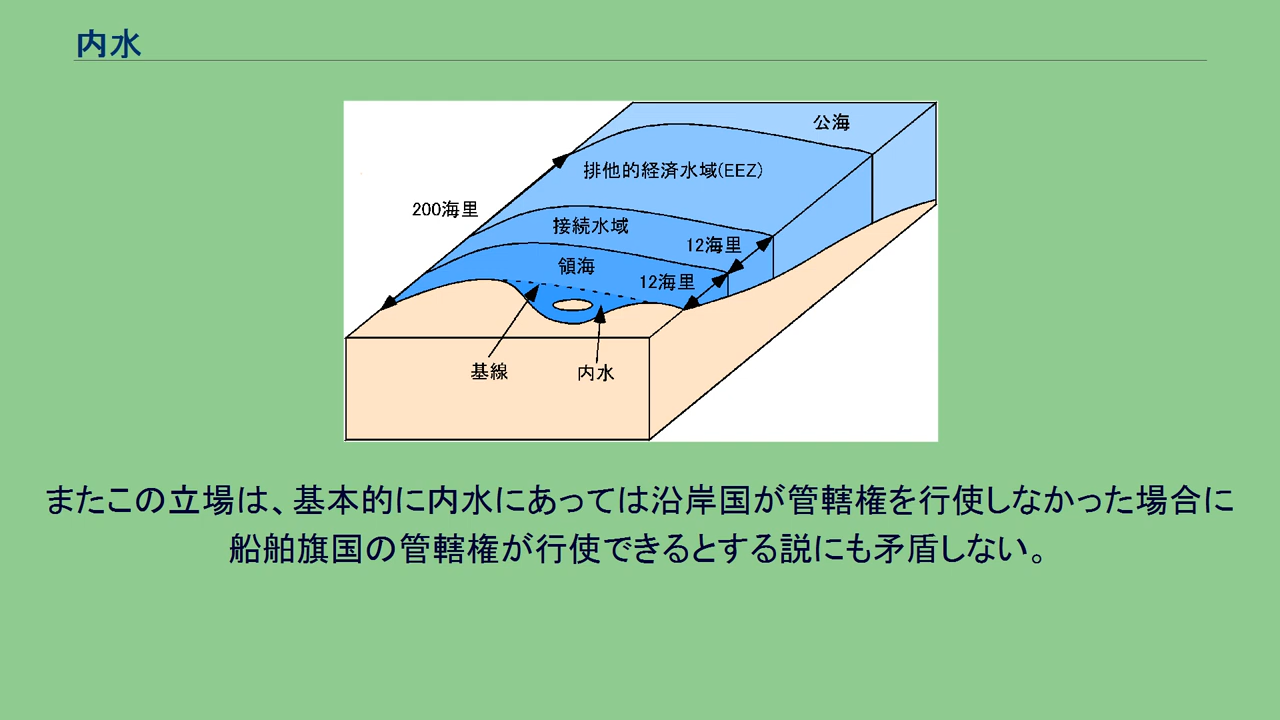 内水
公海
排他的経済水域(EEZ)
200海里
接続水域
12海里
領海
12海里
基線
内水
またこの立場は、基本的に内水にあっては沿岸国が管轄権を行使しなかった場合に
船舶旗国の管轄権が行使できるとする説にも矛盾しない。